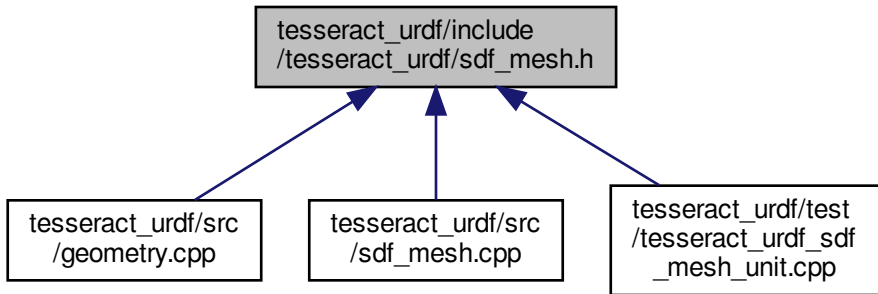 tesseract_urdf/include
/tesseract_urdf/sdf_mesh.h
tesseract_urdf/src
/geometry.cpp
tesseract_urdf/src
/sdf_mesh.cpp
tesseract_urdf/test
/tesseract_urdf_sdf
_mesh_unit.cpp